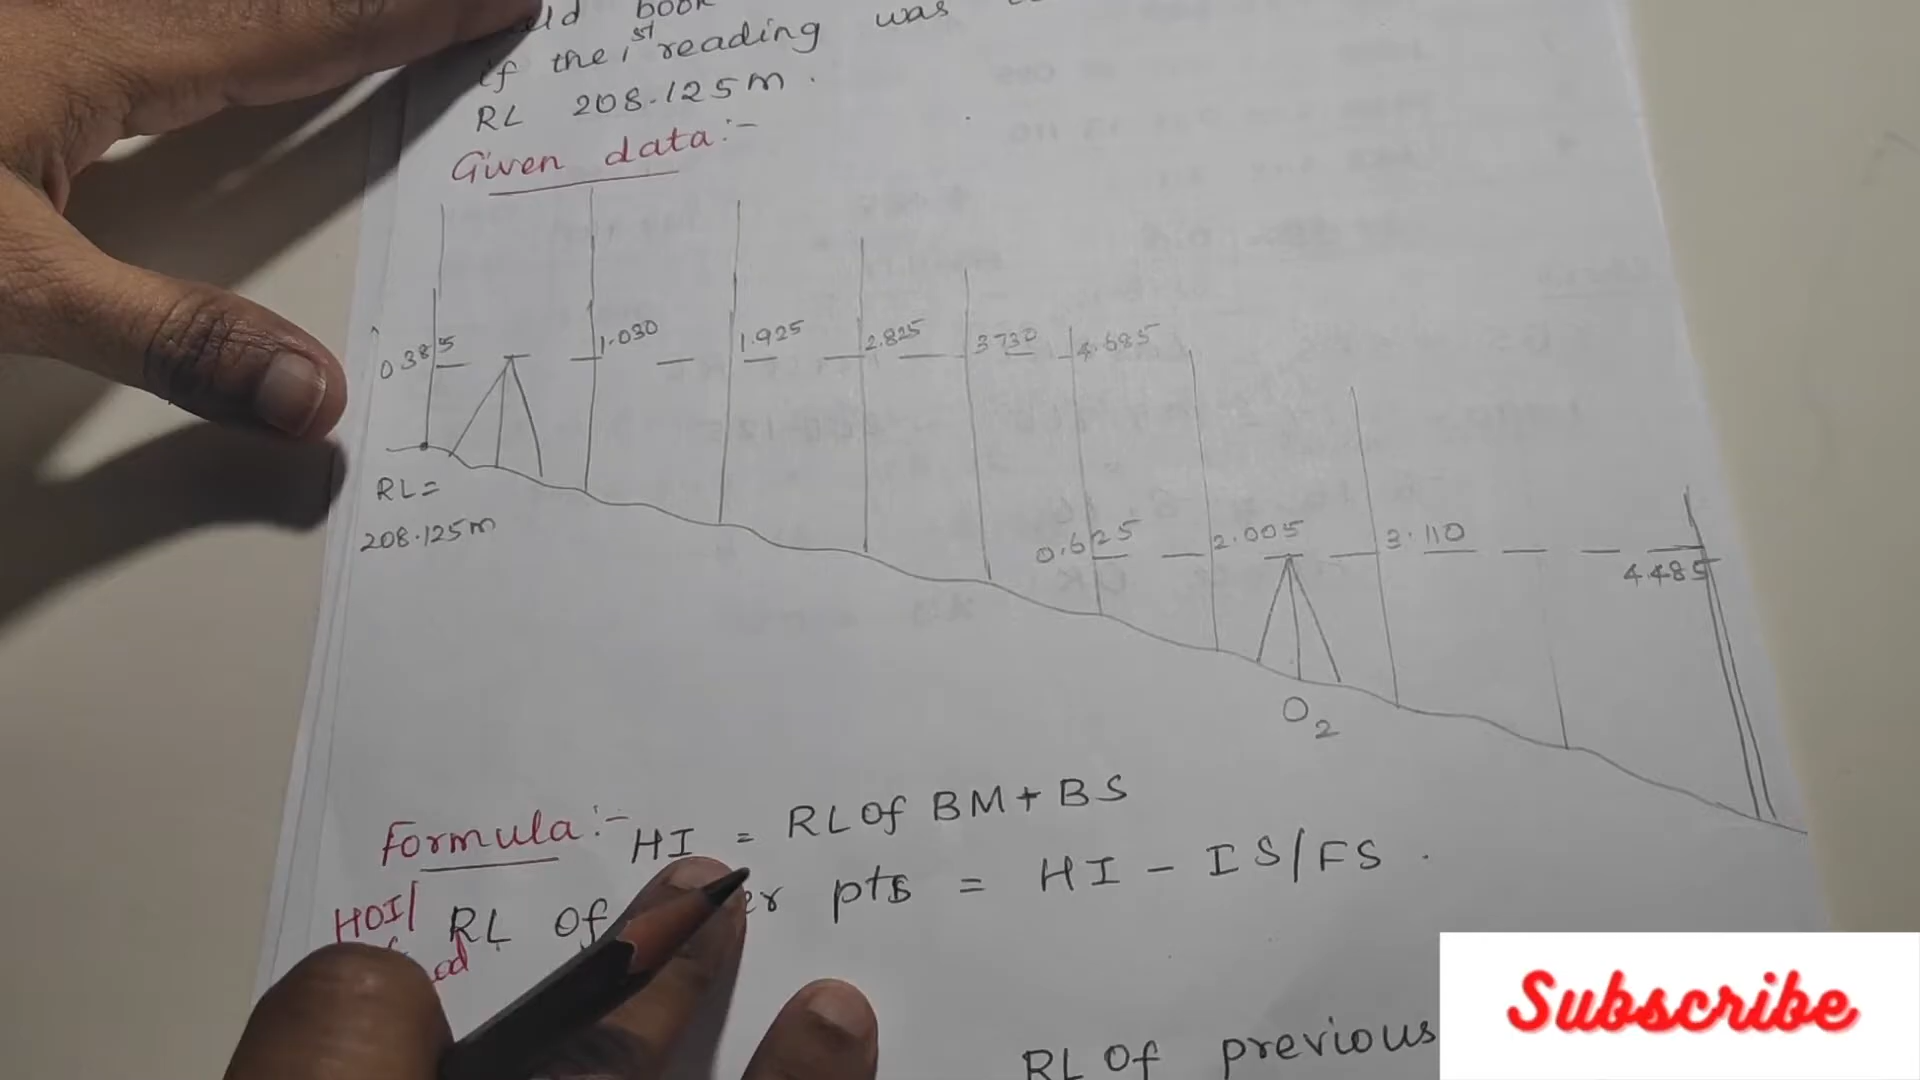 book
if the 1st reading was
RL 208.125m.
Given data:-
0.385
1.030
1.925
2.825
3730
4.685
RL=
208.125m
0.625
2.005
3.110
4.485
O2
Formula:- HI = RL Of BM + BS
HOI/
RL Of pts = HI - IS/FS.
RL Of previous
Subscribe